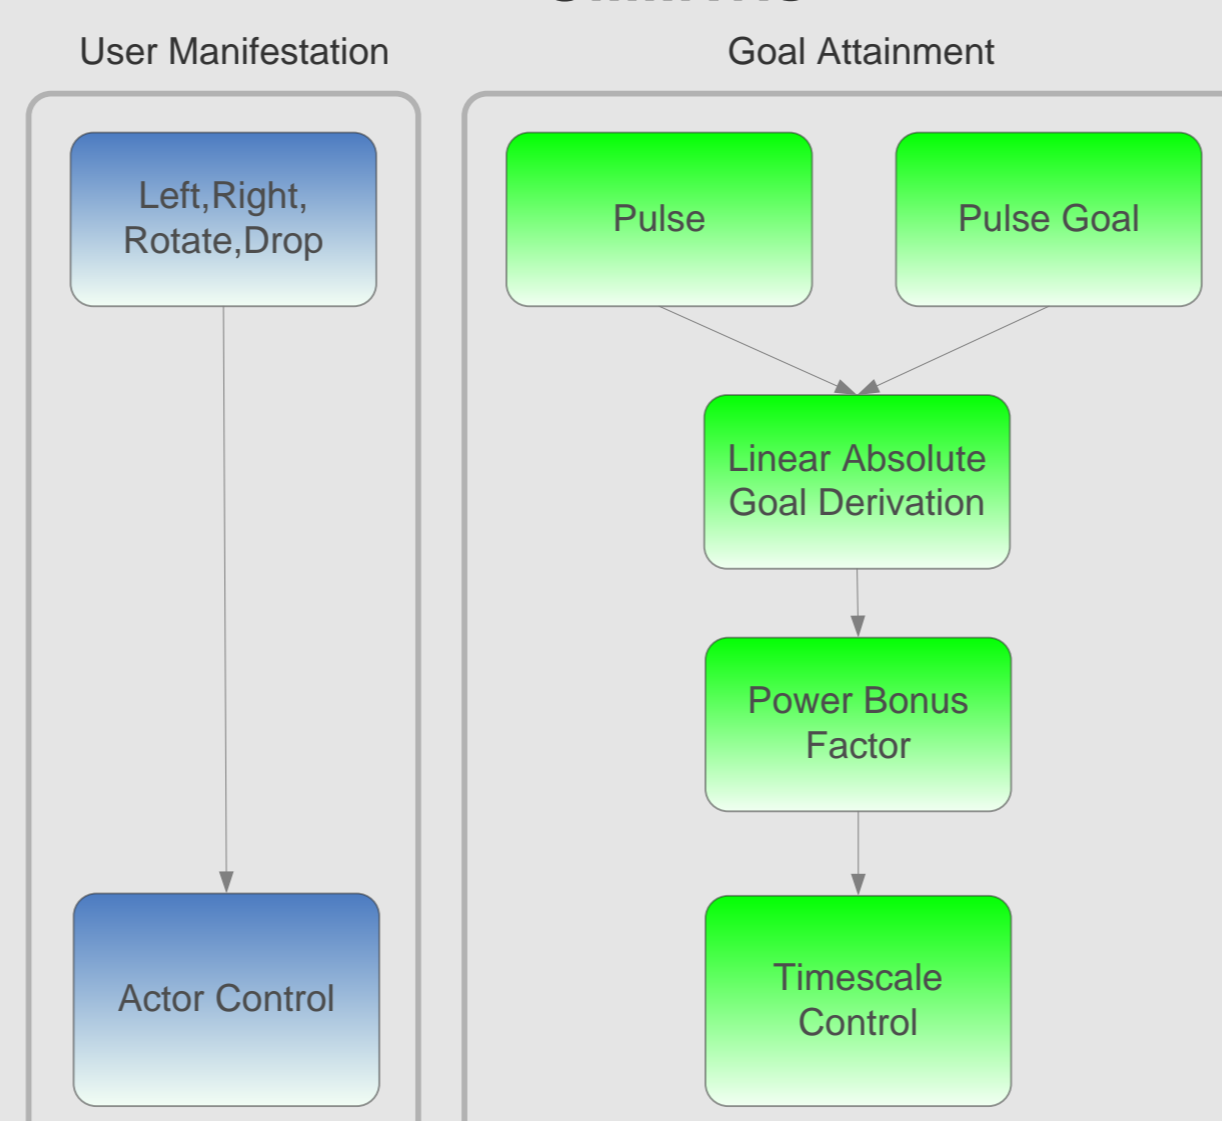 User Manifestation
Goal Attainment
Left,Right,
Rotate,Drop
Pulse
Pulse Goal
Linear Absolute
Goal Derivation
Power Bonus
Factor
Actor Control
Timescale
Control